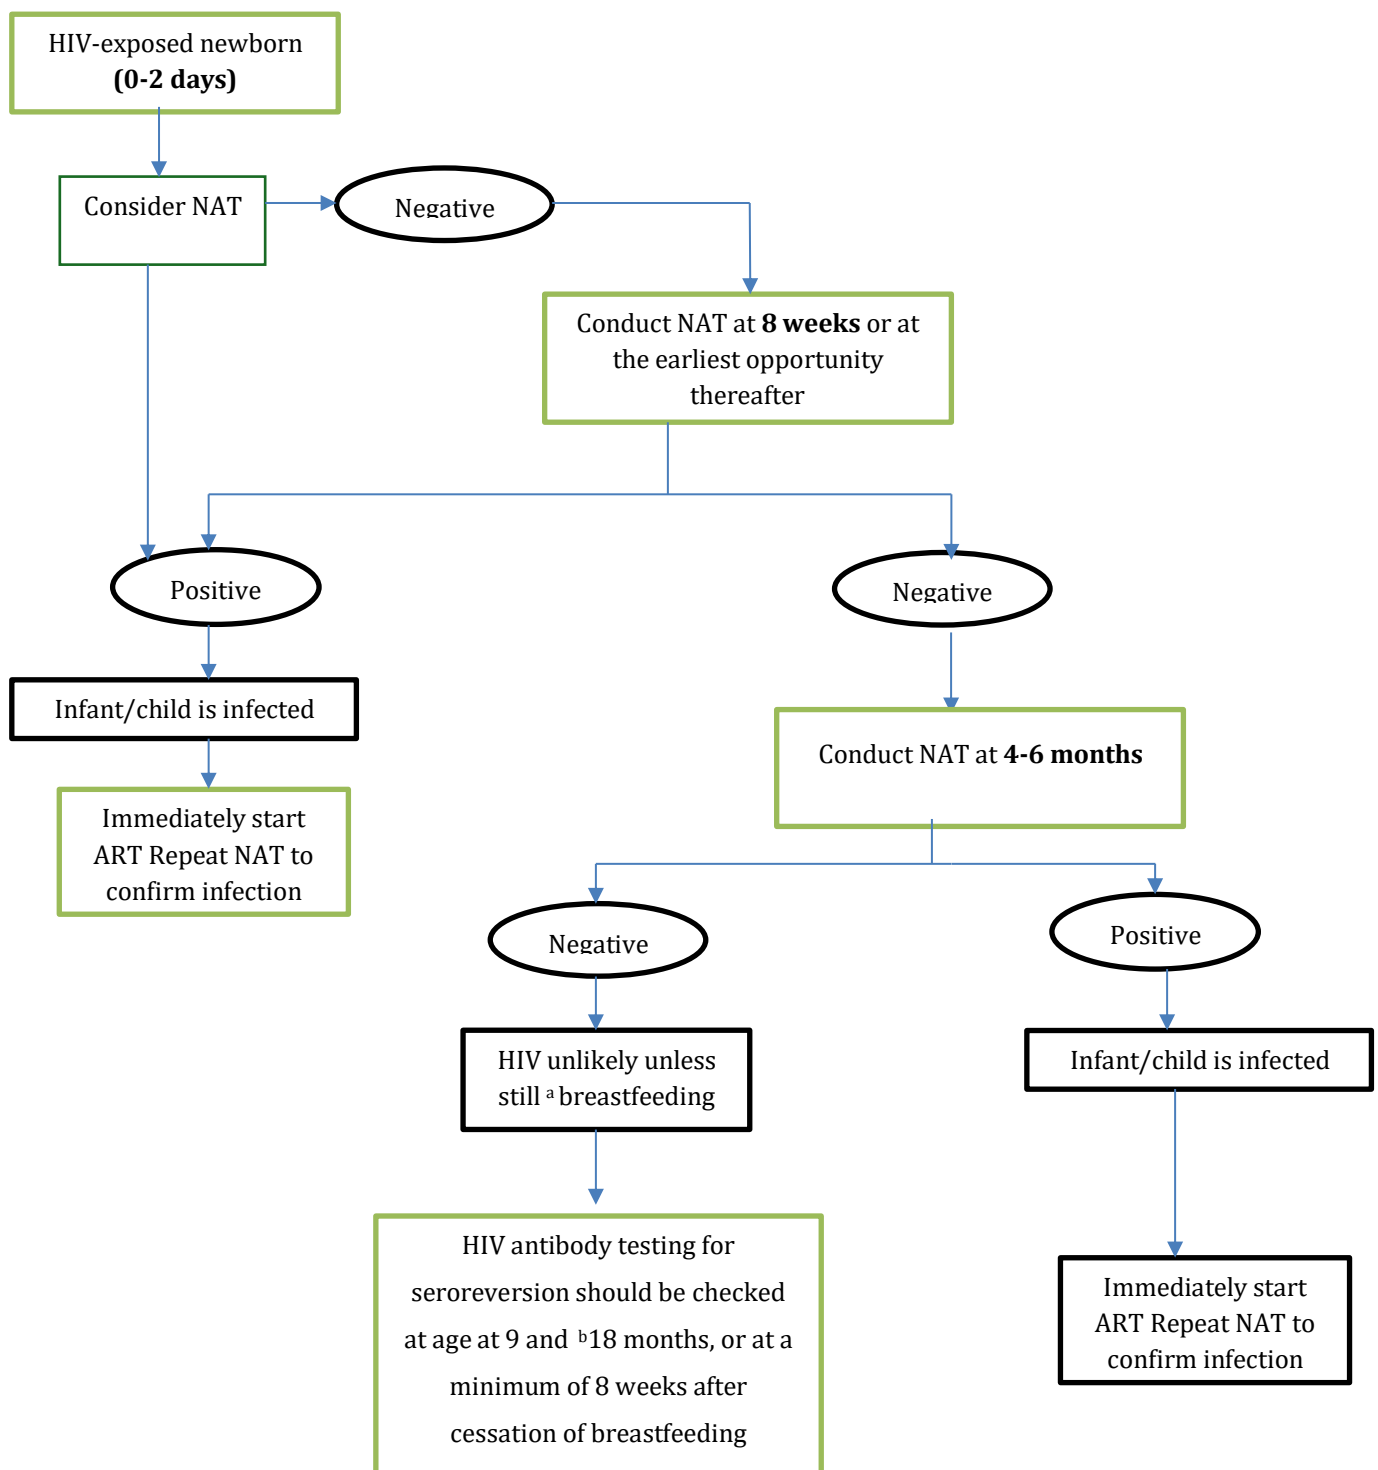 HIV-exposed newborn
(0-2 days)
Consider NAT
Negative
Conduct NAT at 8 weeks or at
the earliest opportunity
thereafter
Positive
Negative
Infant/child is infected
Conduct NAT at 4-6 months
Immediately start
ART Repeat NAT to
confirm infection
Negative
Positive
HIV unlikely unless
still a breastfeeding
Infant/child is infected
HIV antibody testing for
seroreversion should be checked
at age at 9 and b18 months, or at a
minimum of 8 weeks after
cessation of breastfeeding
Immediately start
ART Repeat NAT to
confirm infection